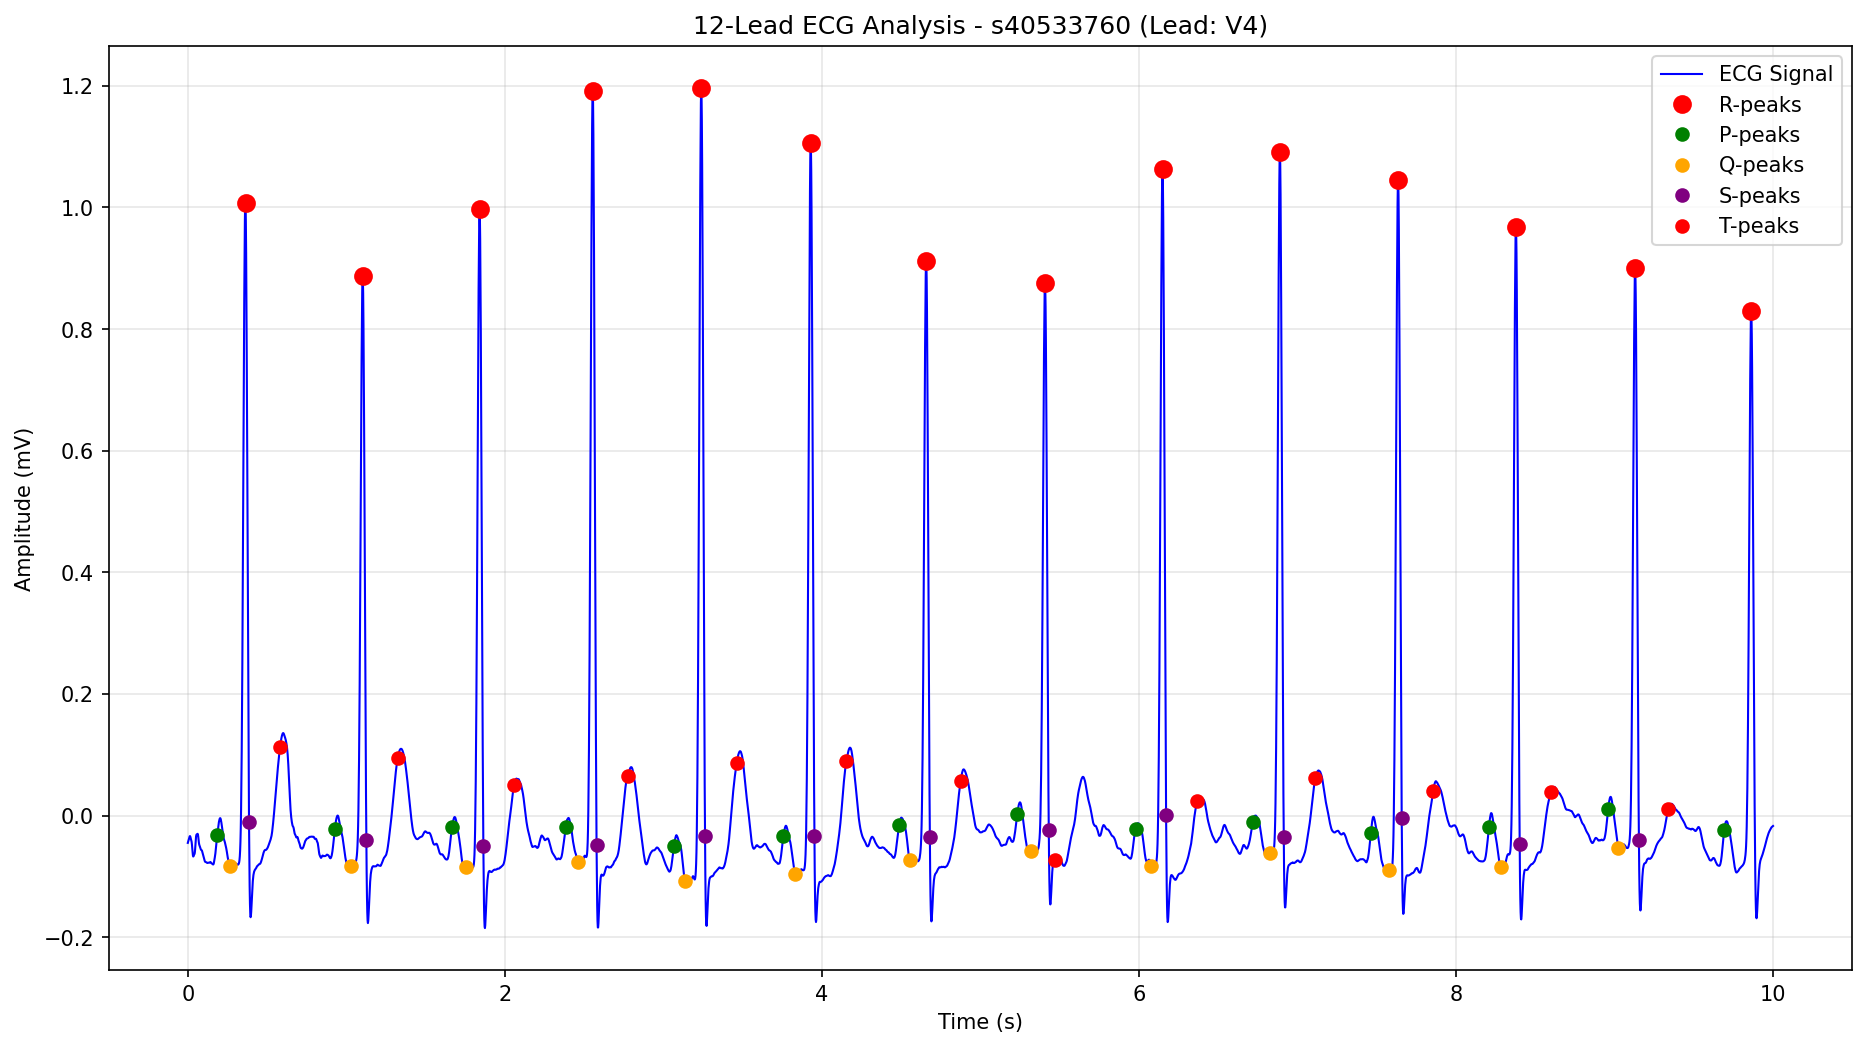 12-Lead ECG Analysis - s40533760 (Lead: V4)
ECG Signal
R-peaks
P-peaks
Q-peaks
S-peaks
T-peaks
Amplitude (mV)
1.2
1.0
0.8
0.6
0.4
0.2
0.0
−0.2
0 2 4 6 8 10
Time (s)